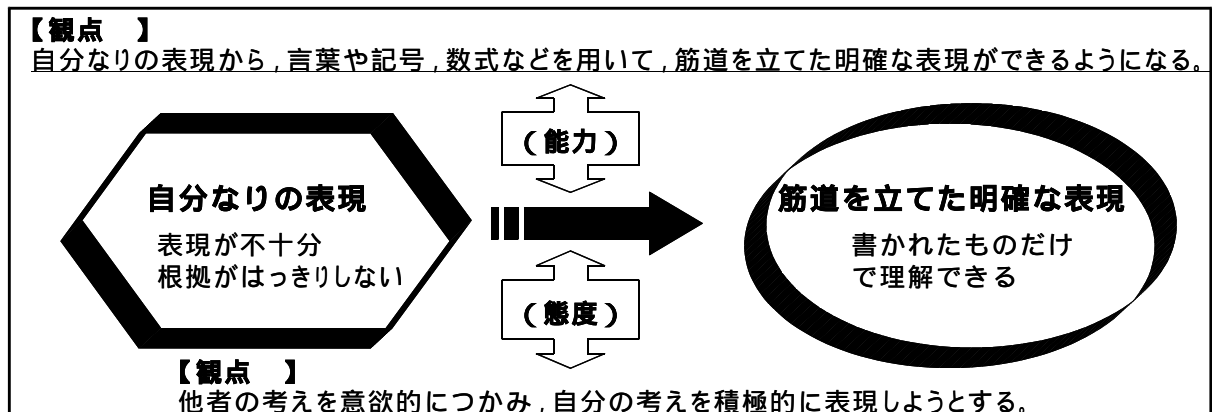 【観点　】
自分なりの表現から，言葉や記号，数式などを用いて，筋道を立てた明確な表現ができるようになる。
（能力）
自分なりの表現
表現が不十分
根拠がはっきりしない
筋道を立てた明確な表現
書かれたものだけ
で理解できる
（態度）
【観点　】
他者の考えを意欲的につかみ，自分の考えを積極的に表現しようとする。